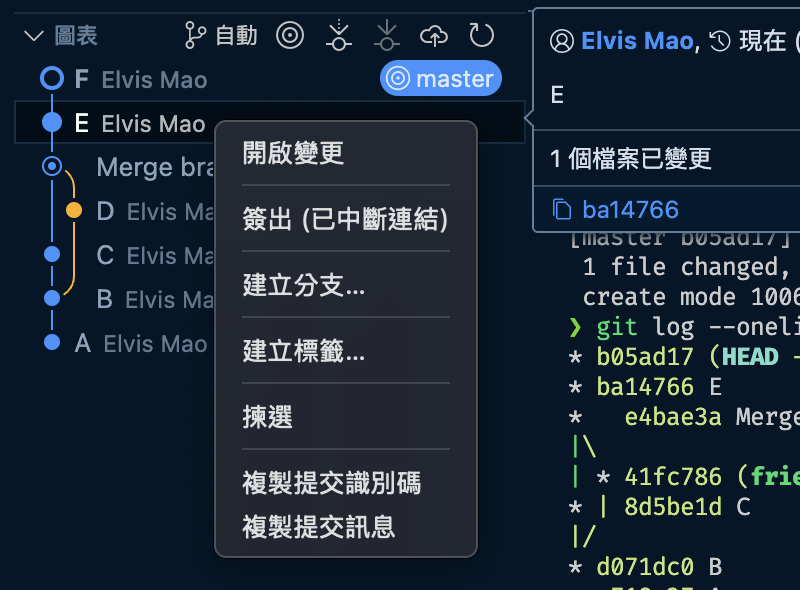 圖表
自動
F Elvis Mao
master
E Elvis Mao
Merge bra
D Elvis Ma
C Elvis Ma
B Elvis Ma
A Elvis Mao
開啟變更
簽出 (已中斷連結)
建立分支...
建立標籤...
揀選
複製提交識別碼
複製提交訊息
Elvis Mao, 現在 (
E
1 個檔案已變更
ba14766
[master b05ad17]
1 file changed,
create mode 1006
❯ git log --oneli
* b05ad17 (HEAD -
* ba14766 E
* e4bae3a Merge
|\
| * 41fc786 (frie
* | 8d5be1d C
|/
* d071dc0 B